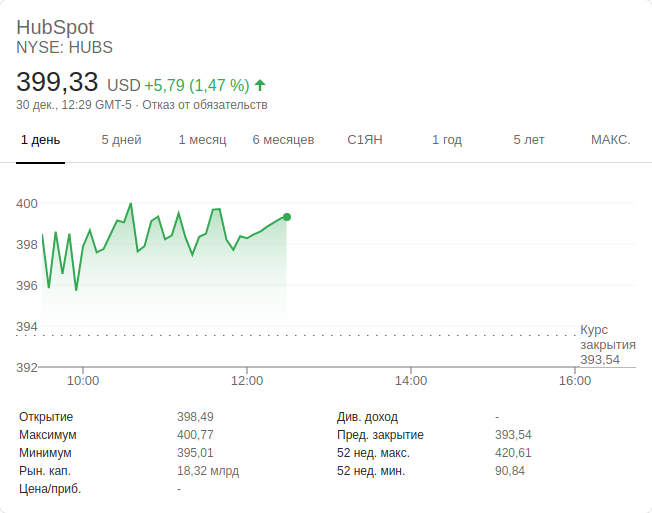 HubSpot
NYSE: HUBS
399,33 USD +5,79 (1,47 %)
30 дек., 12:29 GMT-5 · Отказ от обязательств
1 день 5 дней 1 месяц 6 месяцев С1ЯН 1 год 5 лет МАКС.
400
398
396
394
392
Курс
закрытия
393,54
10:00 12:00 14:00 16:00
Открытие 398,49 Див. доход -
Максимум 400,77 Пред. закрытие 393,54
Минимум 395,01 52 нед. макс. 420,61
Рын. кап. 18,32 млрд 52 нед. мин. 90,84
Цена/приб. -